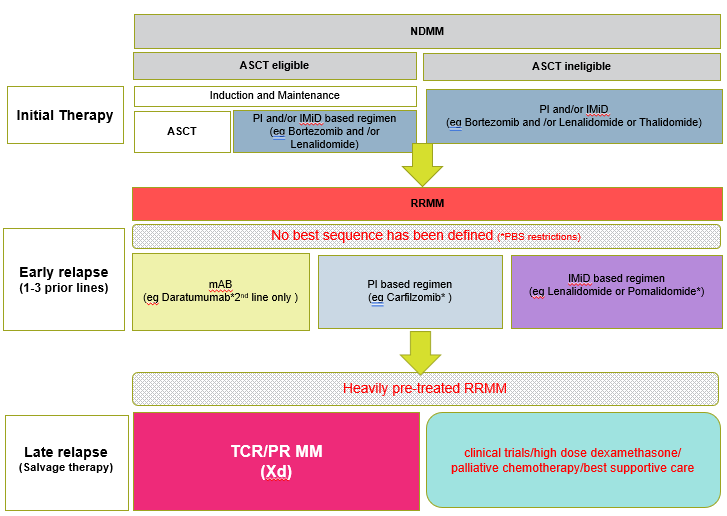 NDMM
ASCT eligible
ASCT ineligible
Initial Therapy
Induction and Maintenance
ASCT
PI and/or IMiD based regimen
(eg Bortezomib and /or
Lenalidomide)
PI and/or IMiD
(eg Bortezomib and /or Lenalidomide or Thalidomide)
RRMM
No best sequence has been defined (*PBS restrictions)
Early relapse
(1-3 prior lines)
mAB
(eg Daratumumab*2nd line only )
PI based regimen
(eg Carfilzomib* )
IMiD based regimen
(eg Lenalidomide or Pomalidomide*)
Heavily pre-treated RRMM
Late relapse
(Salvage therapy)
TCR/PR MM
(Xd)
clinical trials/high dose dexamethasone/
palliative chemotherapy/best supportive care